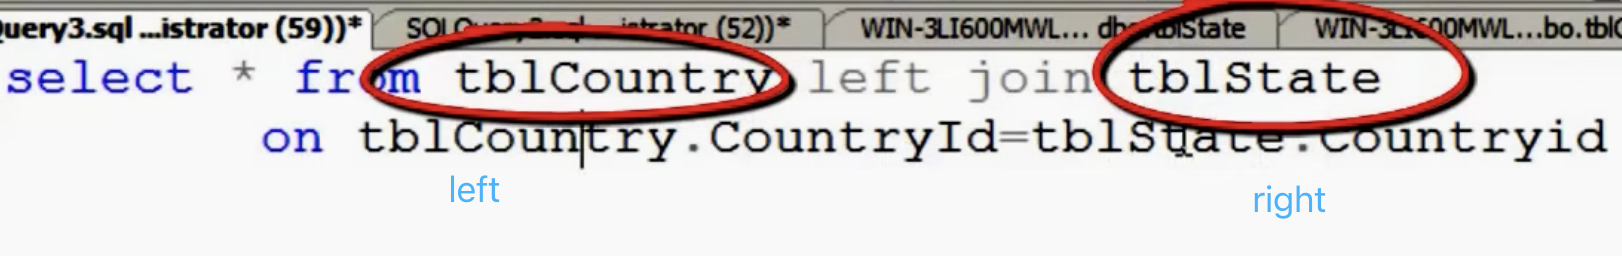 Query3.sql ...istrator (59))* SQLQuery2.sql ...istrator (52))* WIN-3LI600MWL... dbo.tblState WIN-3LI600MWL...bo.tblC
select * from tblCountry left join tblState
on tblCountry.CountryId=tblState.Countryid
left
right